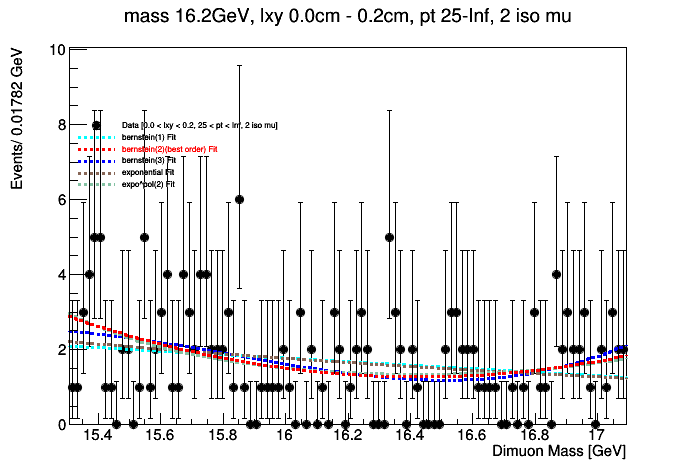 mass 16.2GeV, lxy 0.0cm - 0.2cm, pt 25-Inf, 2 iso mu
Events/ 0.01782 GeV
10
8
6
4
2
0
Data [0.0 < lxy < 0.2, 25 < pt < Inf, 2 iso mu]
bernstein(1) Fit
bernstein(2)(best order) Fit
bernstein(3) Fit
exponential Fit
expo*pol(2) Fit
15.4 15.6 15.8 16 16.2 16.4 16.6 16.8 17
Dimuon Mass [GeV]